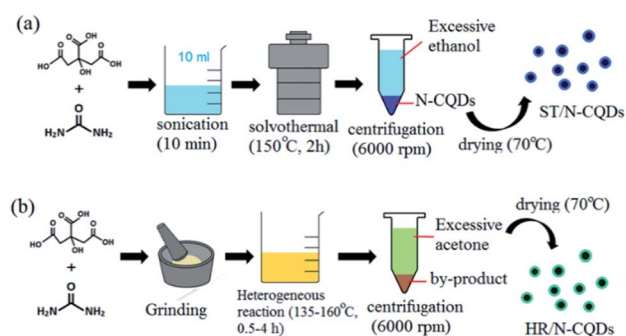 (a)
O
OH
O
O
HO
OH
OH
+
O
H₂N
NH₂
10 ml
sonication
(10 min)
solvothermal
(150°C, 2h)
Excessive
ethanol
N-CQDs
centrifugation
(6000 rpm)
drying (70°C)
ST/N-CQDs
(b)
O
OH
O
O
HO
OH
OH
+
O
H₂N
NH₂
Grinding
Heterogeneous
reaction (135-160°C,
0.5-4 h)
Excessive
acetone
by-product
centrifugation
(6000 rpm)
drying (70°C)
HR/N-CQDs